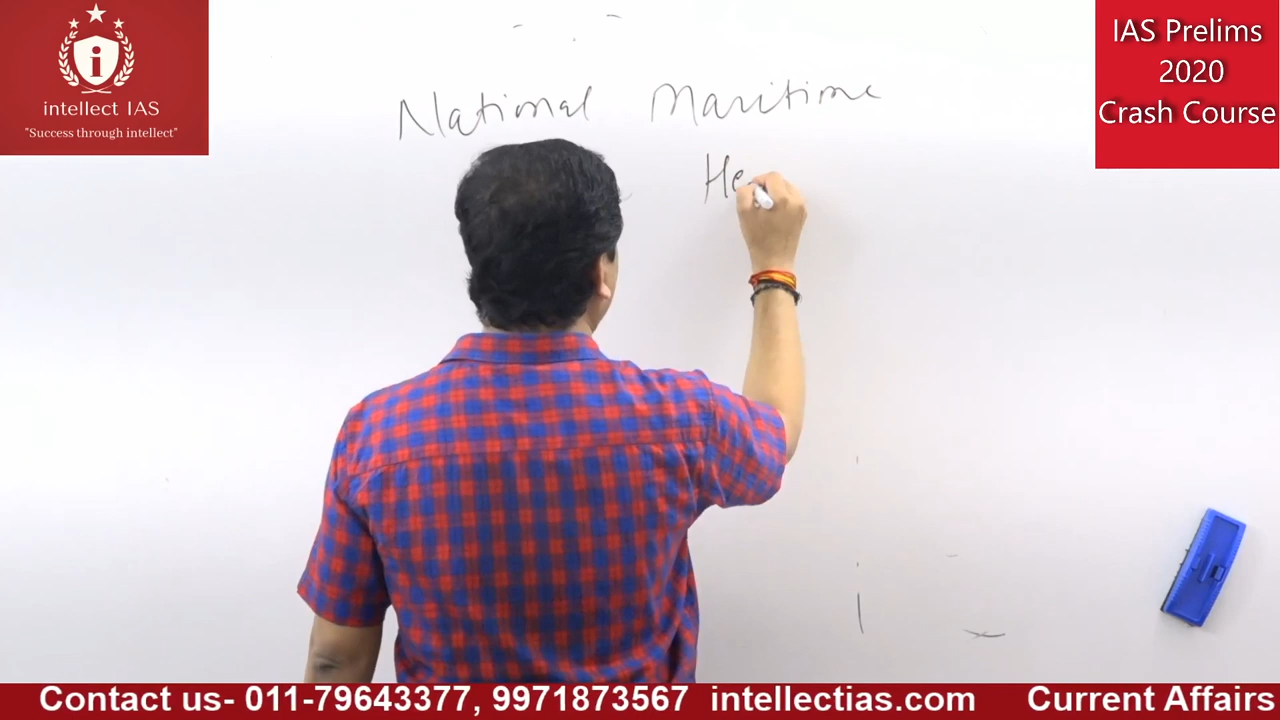 i
intellect IAS
"Success through intellect"
IAS Prelims
2020
Crash Course
National Maritime
He
Contact us- 011-79643377, 9971873567 intellectias.com Current Affairs